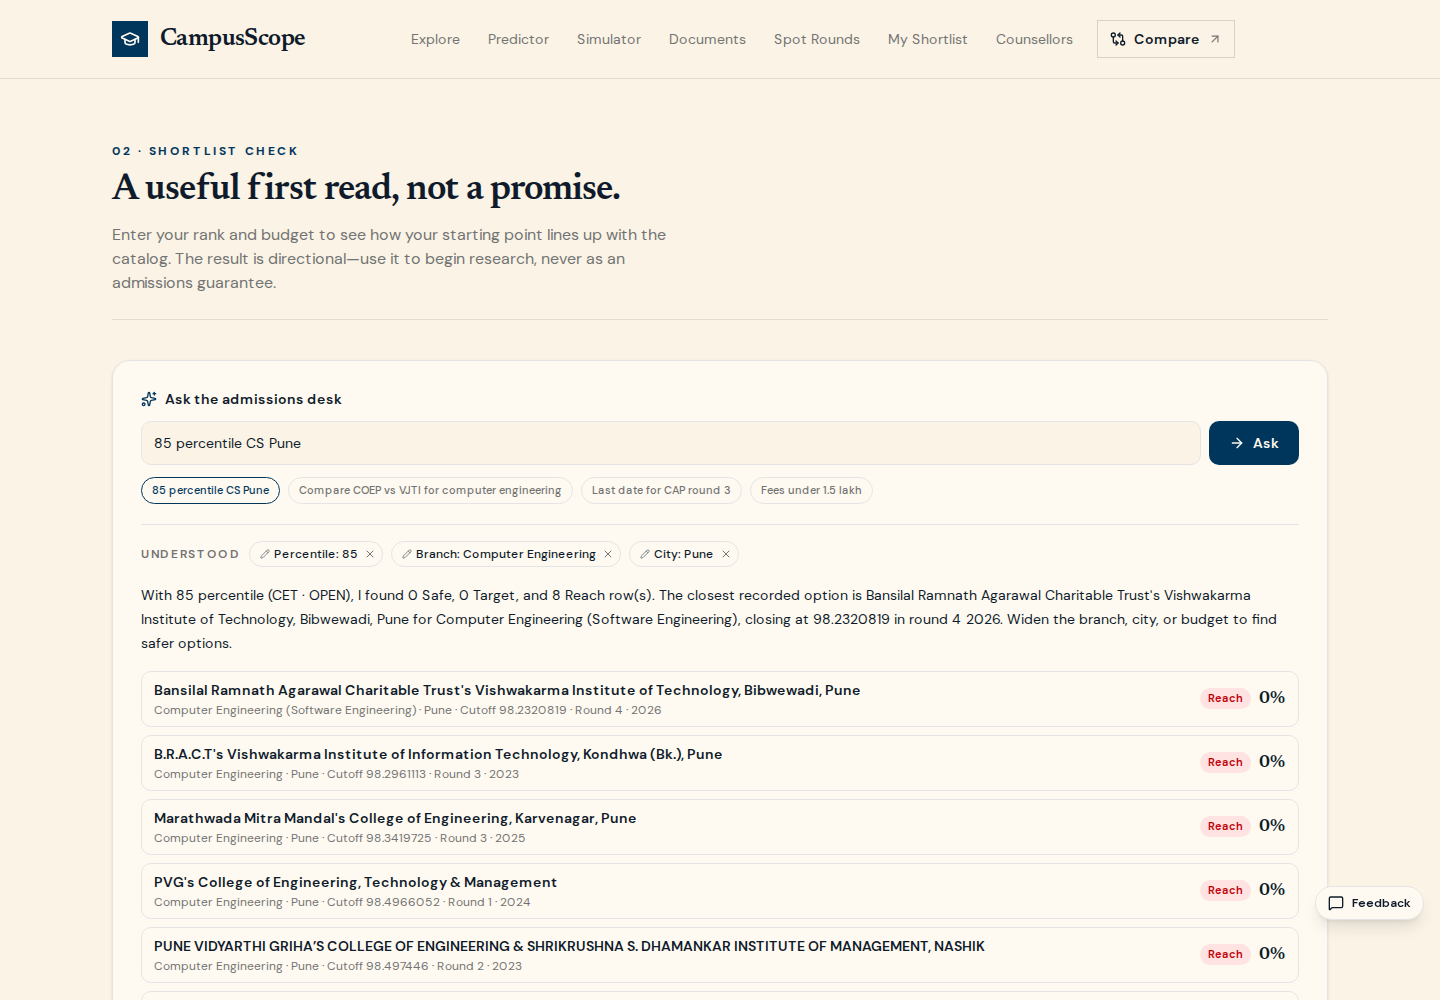 CampusScope
Explore
Predictor
Simulator
Documents
Spot Rounds
My Shortlist
Counsellors
Compare
02 · SHORTLIST CHECK
A useful first read, not a promise.
Enter your rank and budget to see how your starting point lines up with the
catalog. The result is directional—use it to begin research, never as an
admissions guarantee.
Ask the admissions desk
85 percentile CS Pune
Ask
85 percentile CS Pune
Compare COEP vs VJTI for computer engineering
Last date for CAP round 3
Fees under 1.5 lakh
UNDERSTOOD
Percentile: 85
Branch: Computer Engineering
City: Pune
With 85 percentile (CET · OPEN), I found 0 Safe, 0 Target, and 8 Reach row(s). The closest recorded option is Bansilal Ramnath Agarawal Charitable Trust's Vishwakarma
Institute of Technology, Bibwewadi, Pune for Computer Engineering (Software Engineering), closing at 98.2320819 in round 4 2026. Widen the branch, city, or budget to find
safer options.
Bansilal Ramnath Agarawal Charitable Trust's Vishwakarma Institute of Technology, Bibwewadi, Pune
Computer Engineering (Software Engineering) · Pune · Cutoff 98.2320819 · Round 4 · 2026
Reach 0%
B.R.A.C.T's Vishwakarma Institute of Information Technology, Kondhwa (Bk.), Pune
Computer Engineering · Pune · Cutoff 98.2961113 · Round 3 · 2023
Reach 0%
Marathwada Mitra Mandal's College of Engineering, Karvenagar, Pune
Computer Engineering · Pune · Cutoff 98.3419725 · Round 3 · 2025
Reach 0%
PVG's College of Engineering, Technology & Management
Computer Engineering · Pune · Cutoff 98.4966052 · Round 1 · 2024
Reach 0%
PUNE VIDYARTHI GRIHA’S COLLEGE OF ENGINEERING & SHRIKRUSHNA S. DHAMANKAR INSTITUTE OF MANAGEMENT, NASHIK
Computer Engineering · Pune · Cutoff 98.497446 · Round 2 · 2023
Reach 0%
Feedback